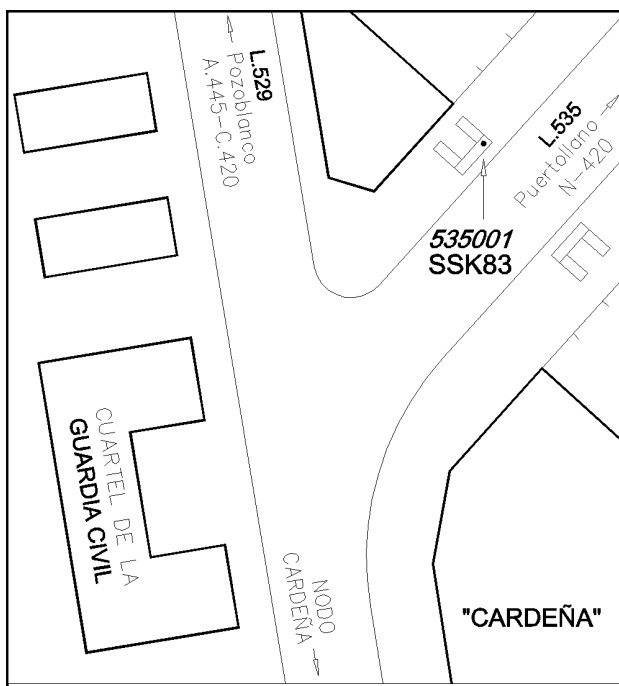 L.529
Pozoblanco
A.445-C.420
L.535
Puertollano
N-420
535001
SSK83
CUARTEL DE LA
GUARDIA CIVIL
NODO
CARDEÑA
"CARDEÑA"